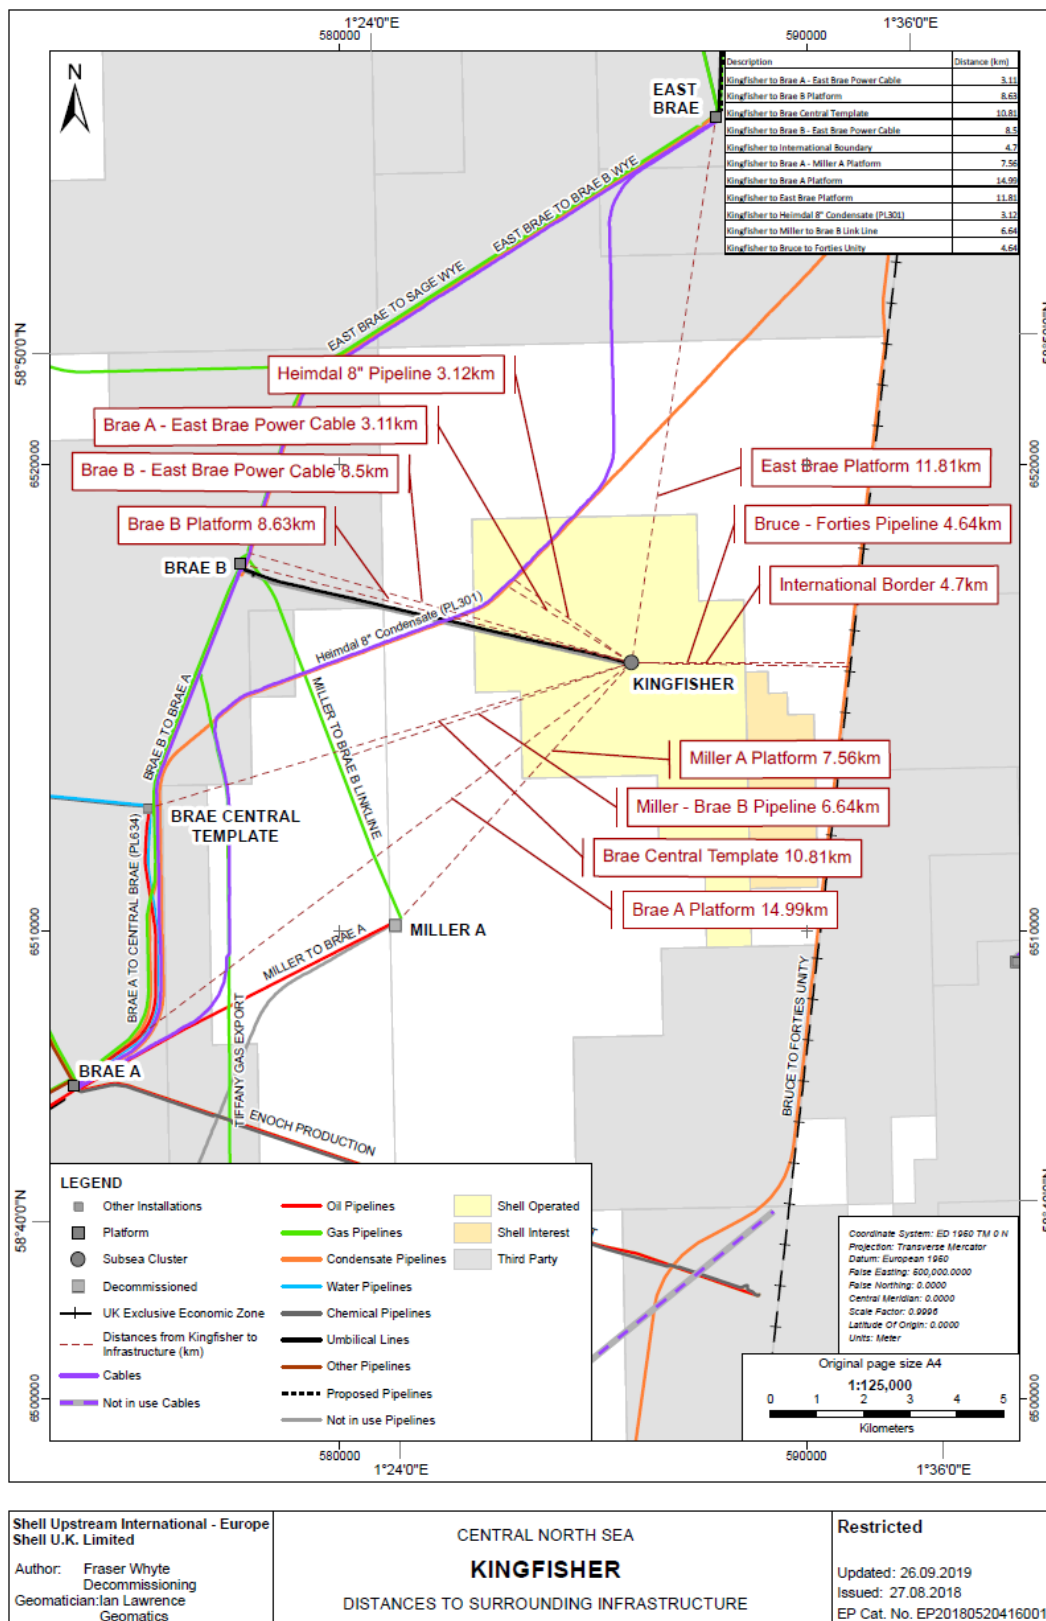 1°24'0"E
1°36'0"E
580000
590000
N
EAST
BRAE
Description Distance (km)
Kingfisher to Brae A - East Brae Power Cable 3.11
Kingfisher to Brae B Platform 8.63
Kingfisher to Brae Central Template 10.81
Kingfisher to Brae B - East Brae Power Cable 8.5
Kingfisher to International Boundary 4.7
Kingfisher to Brae A - Miller A Platform 7.56
Kingfisher to Brae A Platform 14.99
Kingfisher to East Brae Platform 11.81
Kingfisher to Heimdal 8" Condensate (PL301) 3.12
Kingfisher to Miller to Brae B Link Line 6.64
Kingfisher to Bruce to Forties Unity 4.64
EAST BRAE TO BRAE B WYE
EAST BRAE TO SAGE WYE
58°50'0"N
Heimdal 8" Pipeline 3.12km
Brae A - East Brae Power Cable 3.11km
6520000
6520000
Brae B - East Brae Power Cable 8.5km
East Brae Platform 11.81km
Brae B Platform 8.63km
Bruce - Forties Pipeline 4.64km
BRAE B
International Border 4.7km
Heimdal 8" Condensate (PL301)
KINGFISHER
BRAE B TO BRAE A
MILLER TO BRAE B LINKLINE
Miller A Platform 7.56km
Miller - Brae B Pipeline 6.64km
BRAE CENTRAL
TEMPLATE
Brae Central Template 10.81km
BRAE A TO CENTRAL BRAE (PL634)
Brae A Platform 14.99km
MILLER A
6510000
6510000
MILLER TO BRAE A
BRUCE TO FORTIES UNITY
TIFFANY GAS EXPORT
BRAE A
ENOCH PRODUCTION
58°40'0"N
LEGEND
Other Installations
Platform
Subsea Cluster
Decommissioned
UK Exclusive Economic Zone
Distances from Kingfisher to
Infrastructure (km)
Cables
Not in use Cables
Oil Pipelines
Gas Pipelines
Condensate Pipelines
Water Pipelines
Chemical Pipelines
Umbilical Lines
Other Pipelines
Proposed Pipelines
Not in use Pipelines
Shell Operated
Shell Interest
Third Party
Coordinate System: ED 1950 TM 0 N
Projection: Transverse Mercator
Datum: European 1950
False Easting: 500,000.0000
False Northing: 0.0000
Central Meridian: 0.0000
Scale Factor: 0.9996
Latitude Of Origin: 0.0000
Units: Meter
Original page size A4
1:125,000
0 1 2 3 4 5
Kilometers
6500000
6500000
580000
590000
1°24'0"E
1°36'0"E
Shell Upstream International - Europe
Shell U.K. Limited
Author: Fraser Whyte
Decommissioning
Geomatician:Ian Lawrence
Geomatics
CENTRAL NORTH SEA
KINGFISHER
DISTANCES TO SURROUNDING INFRASTRUCTURE
Restricted
Updated: 26.09.2019
Issued: 27.08.2018
EP Cat. No. EP20180520416001